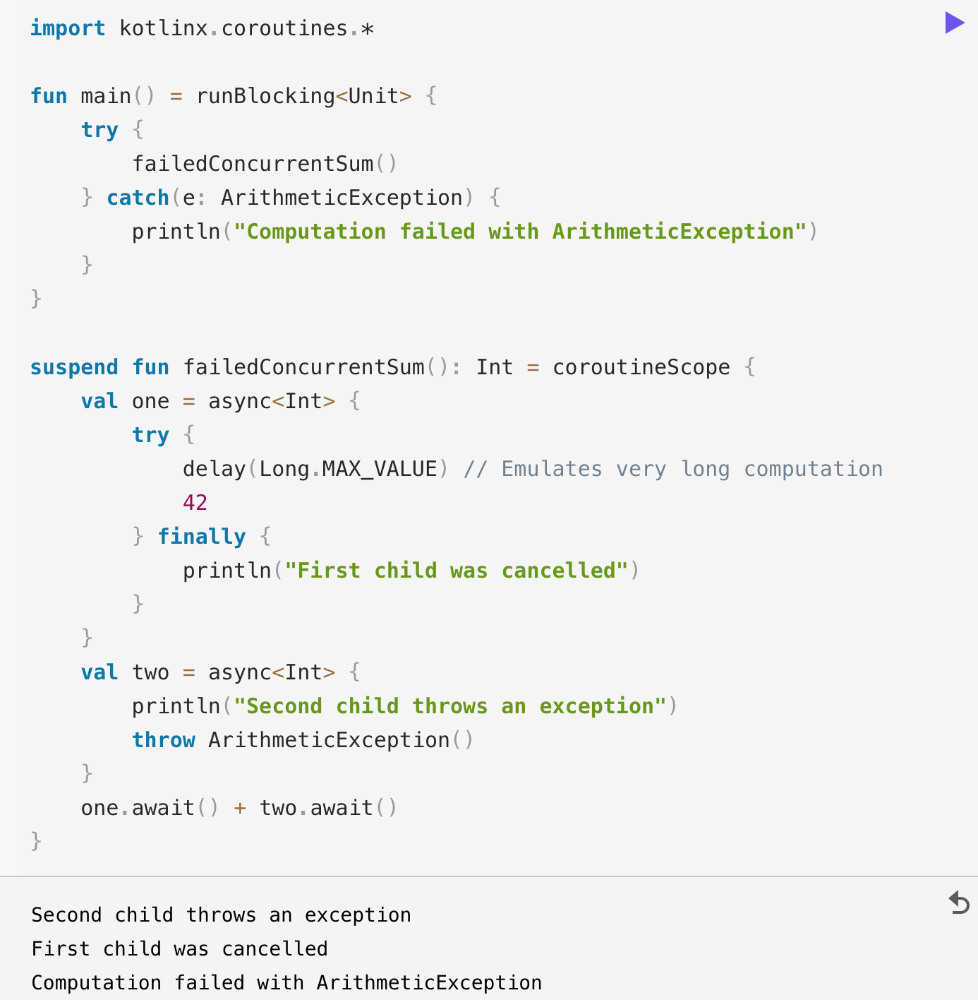 import kotlinx.coroutines.*
fun main() = runBlocking<Unit> {
    try {
        failedConcurrentSum()
    } catch(e: ArithmeticException) {
        println("Computation failed with ArithmeticException")
    }
}
suspend fun failedConcurrentSum(): Int = coroutineScope {
    val one = async<Int> {
        try {
            delay(Long.MAX_VALUE) // Emulates very long computation
            42
        } finally {
            println("First child was cancelled")
        }
    }
    val two = async<Int> {
        println("Second child throws an exception")
        throw ArithmeticException()
    }
    one.await() + two.await()
}
Second child throws an exception
First child was cancelled
Computation failed with ArithmeticException